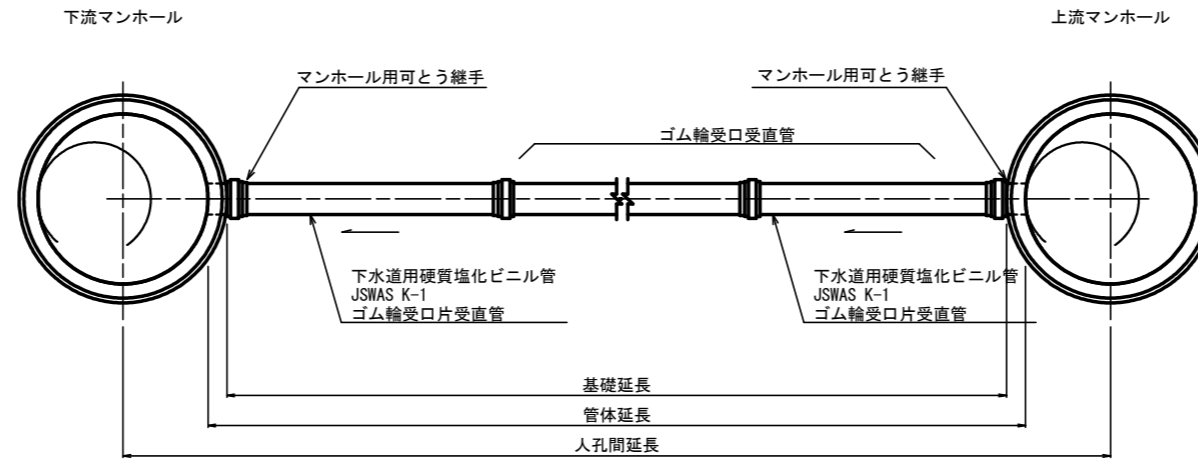 下流マンホール
上流マンホール
マンホール用可とう継手
マンホール用可とう継手
ゴム輪受口受直管
下水道用硬質塩化ビニル管
JSWAS K-1
ゴム輪受口片受直管
下水道用硬質塩化ビニル管
JSWAS K-1
ゴム輪受口片受直管
基礎延長
管体延長
人孔間延長